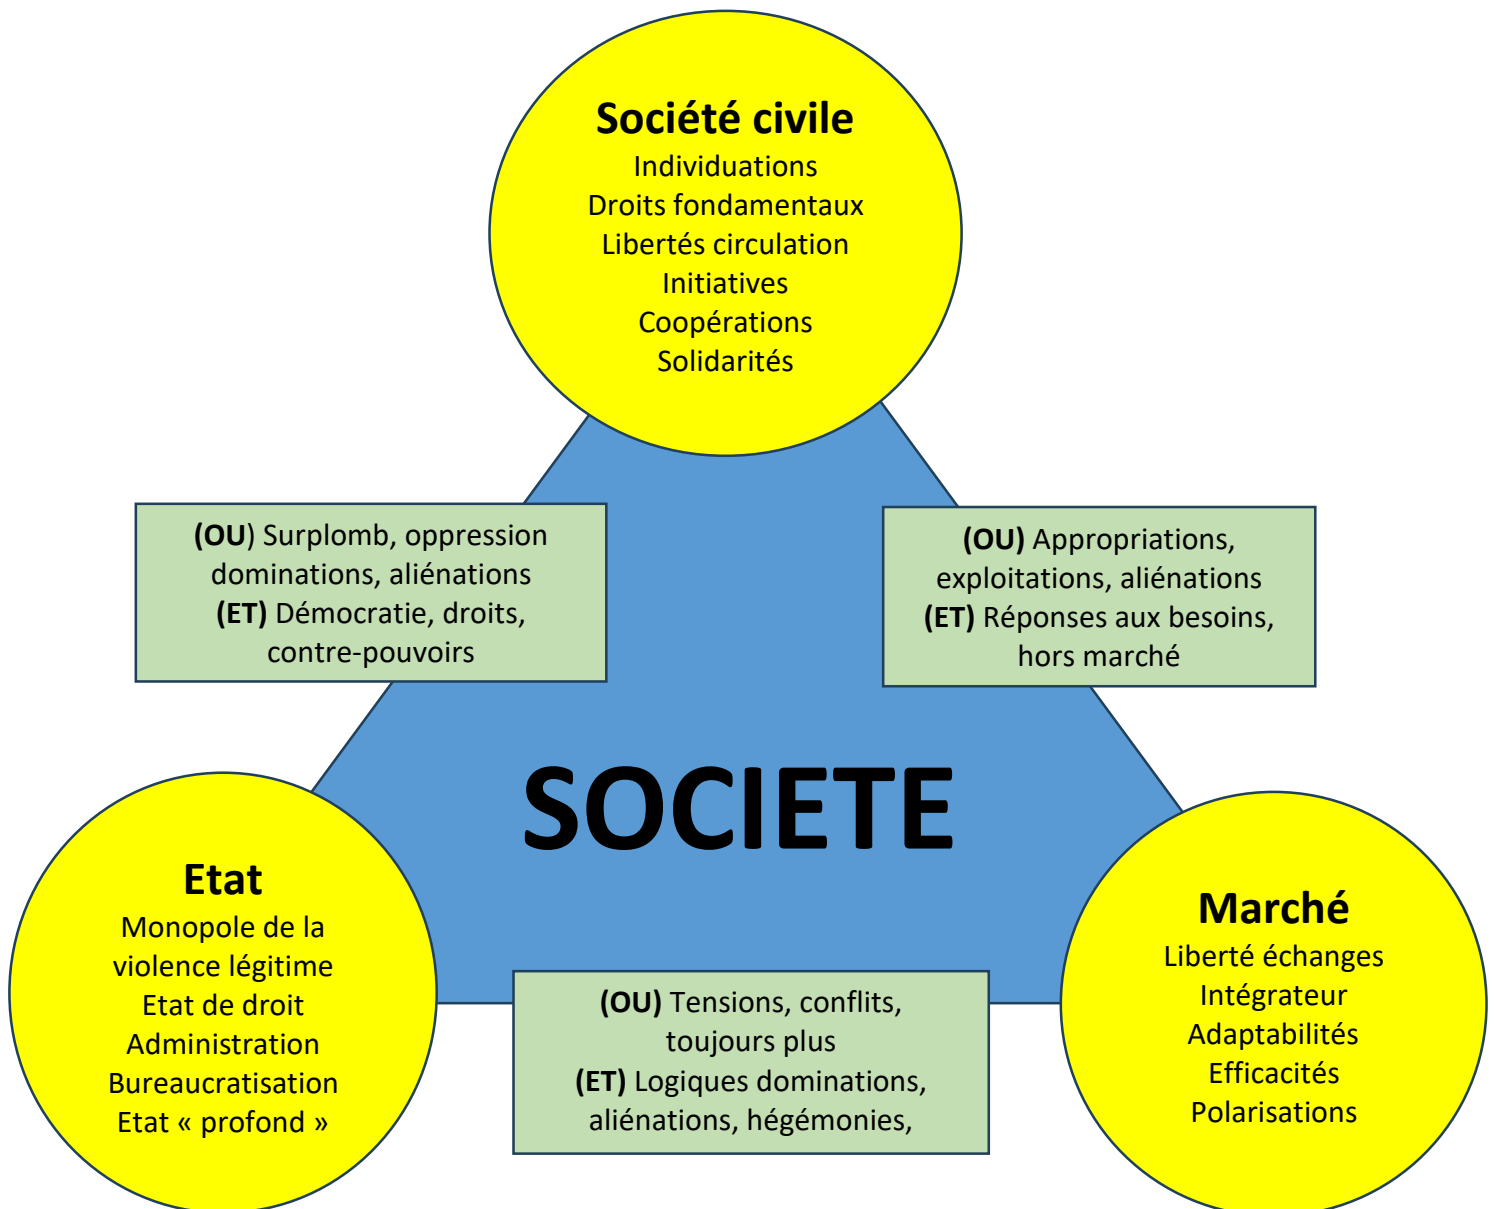 Société civile
Individuations
Droits fondamentaux
Libertés circulation
Initiatives
Coopérations
Solidarités
(OU) Surplomb, oppression
dominations, aliénations
(ET) Démocratie, droits,
contre-pouvoirs
(OU) Appropriations,
exploitations, aliénations
(ET) Réponses aux besoins,
hors marché
SOCIETE
Etat
Monopole de la
violence légitime
Etat de droit
Administration
Bureaucratisation
Etat « profond »
(OU) Tensions, conflits,
toujours plus
(ET) Logiques dominations,
aliénations, hégémonies,
Marché
Liberté échanges
Intégrateur
Adaptabilités
Efficacités
Polarisations